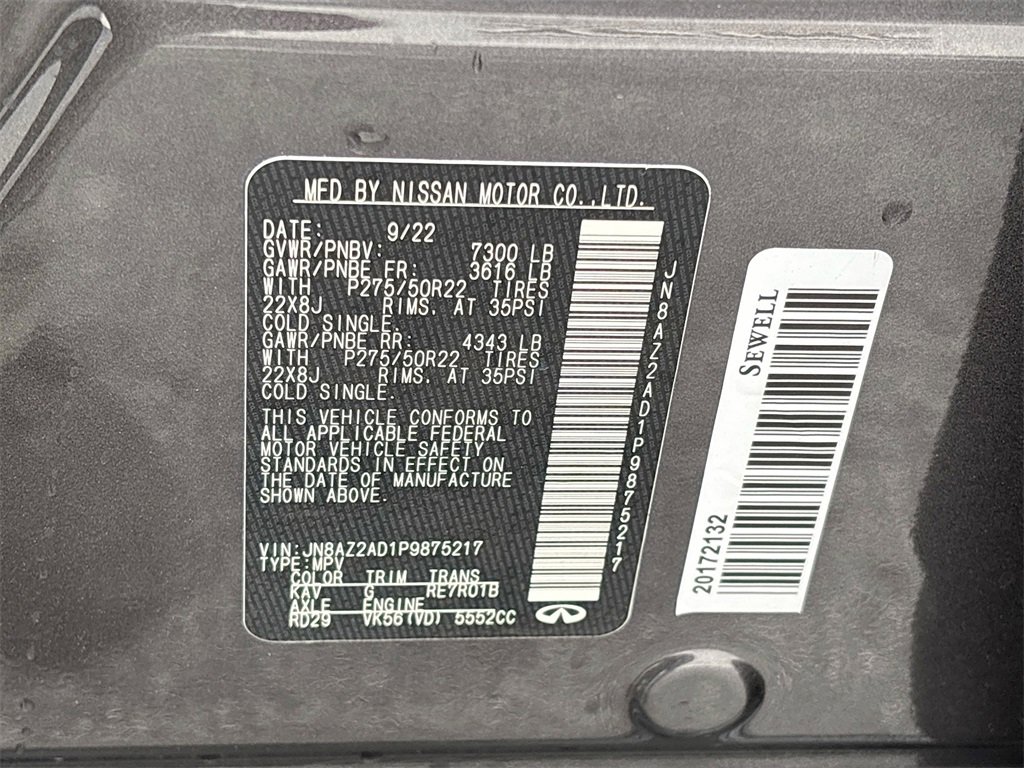 MFD BY NISSAN MOTOR CO.,LTD.
DATE: 9/22
GVWR/PNBV: 7300 LB
GAWR/PNBE FR: 3616 LB
WITH P275/50R22 TIRES
22X8J RIMS. AT 35PSI
COLD SINGLE.
GAWR/PNBE RR: 4343 LB
WITH P275/50R22 TIRES
22X8J RIMS. AT 35PSI
COLD SINGLE.
THIS VEHICLE CONFORMS TO
ALL APPLICABLE FEDERAL
MOTOR VEHICLE SAFETY
STANDARDS IN EFFECT ON
THE DATE OF MANUFACTURE
SHOWN ABOVE.
VIN:JN8AZ2AD1P9875217
TYPE:MPV
COLOR TRIM TRANS
KAV G RE7R01B
AXLE ENGINE
RD29 VK56(VD) 5552CC
JN8AZ2AD1P9875217
SEWELL
20172132